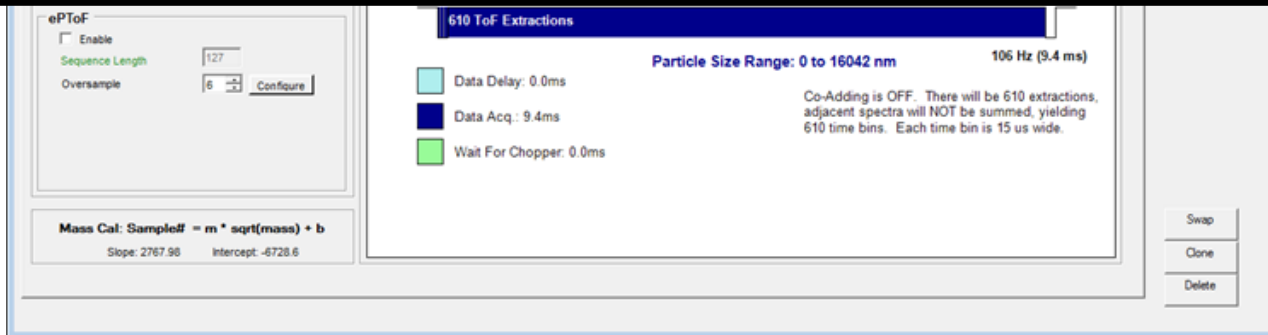 ePToF
Enable
Sequence Length 127
Oversample 6 Configure
Mass Cal: Sample# = m * sqrt(mass) + b
Slope: 2767.98 Intercept: -6728.6
610 ToF Extractions
Particle Size Range: 0 to 16042 nm
106 Hz (9.4 ms)
Data Delay: 0.0ms
Data Acq.: 9.4ms
Wait For Chopper: 0.0ms
Co-Adding is OFF. There will be 610 extractions,
adjacent spectra will NOT be summed, yielding
610 time bins. Each time bin is 15 us wide.
Swap
Clone
Delete